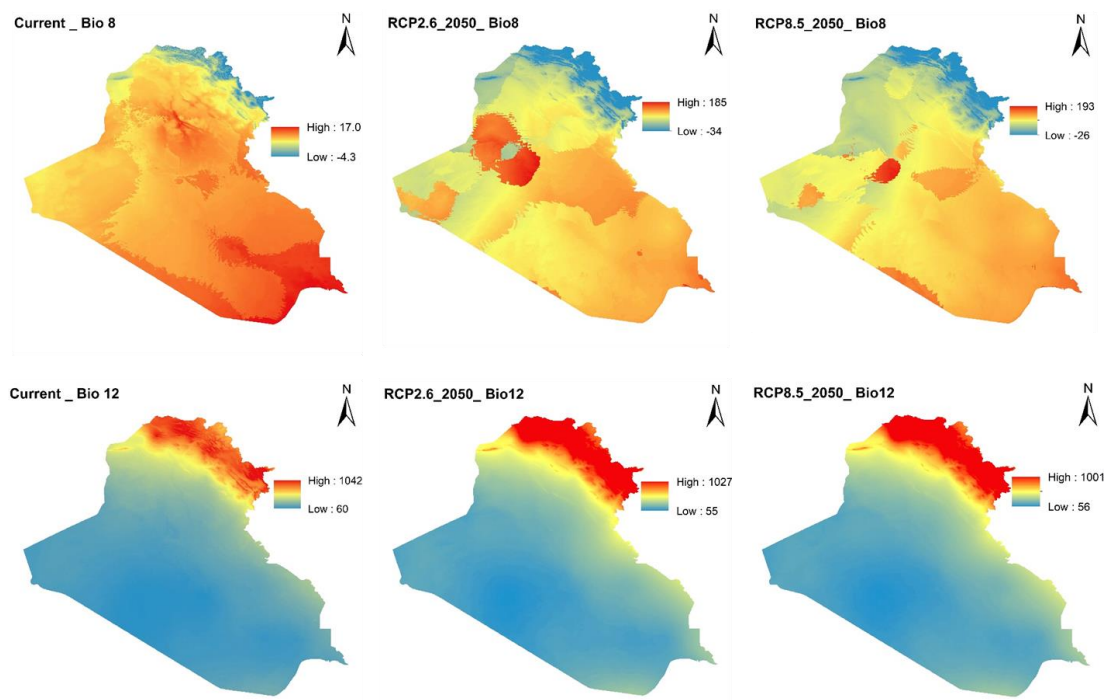 Current _ Bio 8
N
High : 17.0
Low : -4.3
RCP2.6_2050_ Bio8
N
High : 185
Low : -34
RCP8.5_2050_Bio8
N
High : 193
Low : -26
Current _ Bio 12
N
High : 1042
Low : 60
RCP2.6_2050_ Bio12
N
High : 1027
Low : 55
RCP8.5_2050_ Bio12
N
High : 1001
Low : 56